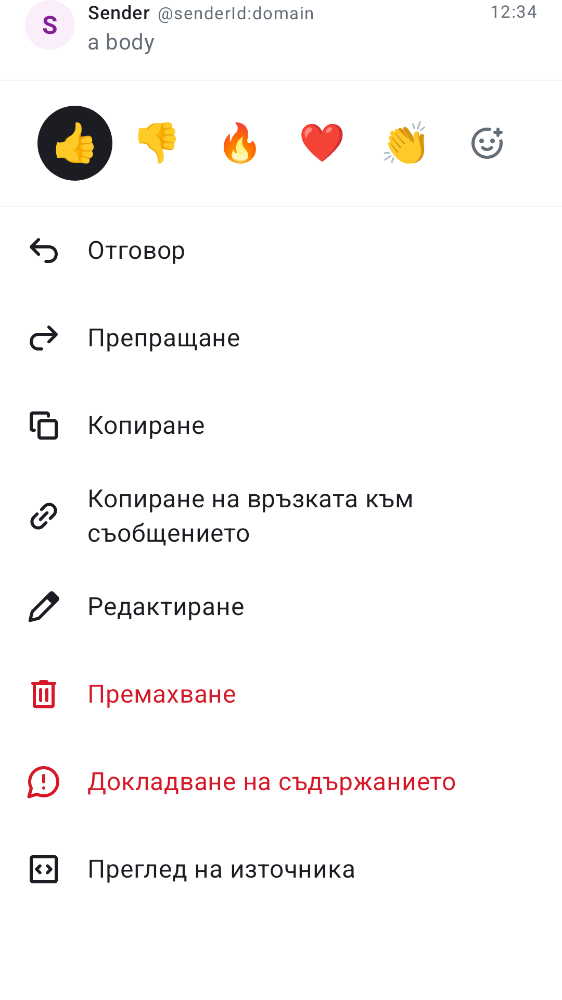 S
Sender @senderId:domain 12:34
a body
Отговор
Препращане
Копиране
Копиране на връзката към
съобщението
Редактиране
Премахване
Докладване на съдържанието
Преглед на източника